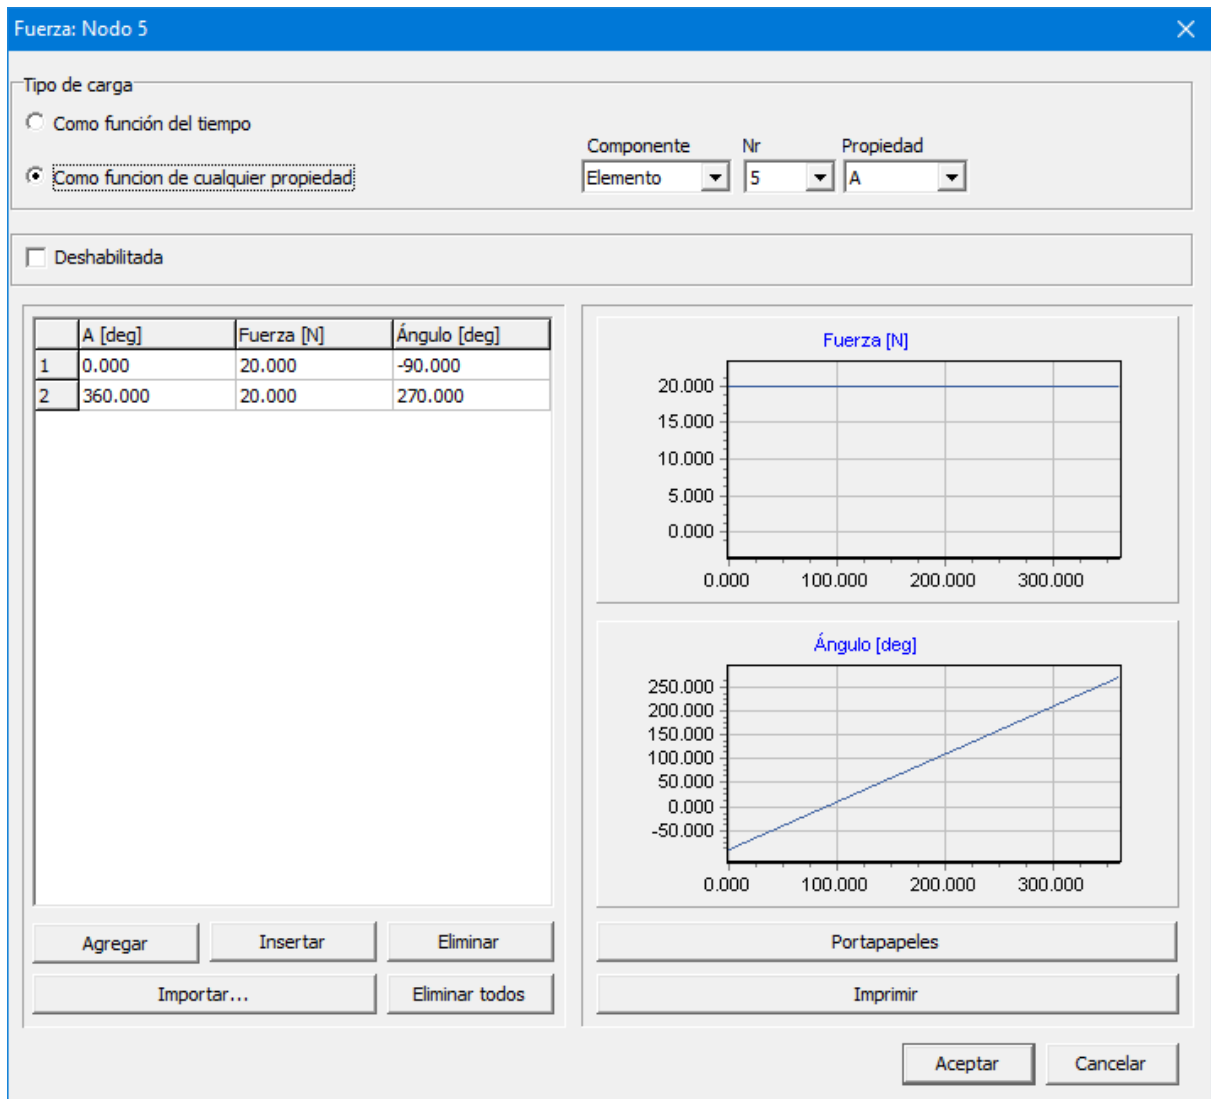 Fuerza: Nodo 5
Tipo de carga
Como función del tiempo
Componente Nr Propiedad
Como funcion de cualquier propiedad Elemento 5 A
Deshabilitada
A [deg] Fuerza [N] Ángulo [deg]
1 0.000 20.000 -90.000
2 360.000 20.000 270.000
Fuerza [N]
20.000
15.000
10.000
5.000
0.000
0.000 100.000 200.000 300.000
Ángulo [deg]
250.000
200.000
150.000
100.000
50.000
0.000
-50.000
0.000 100.000 200.000 300.000
Agregar Insertar Eliminar
Importar... Eliminar todos
Portapapeles
Imprimir
Aceptar Cancelar